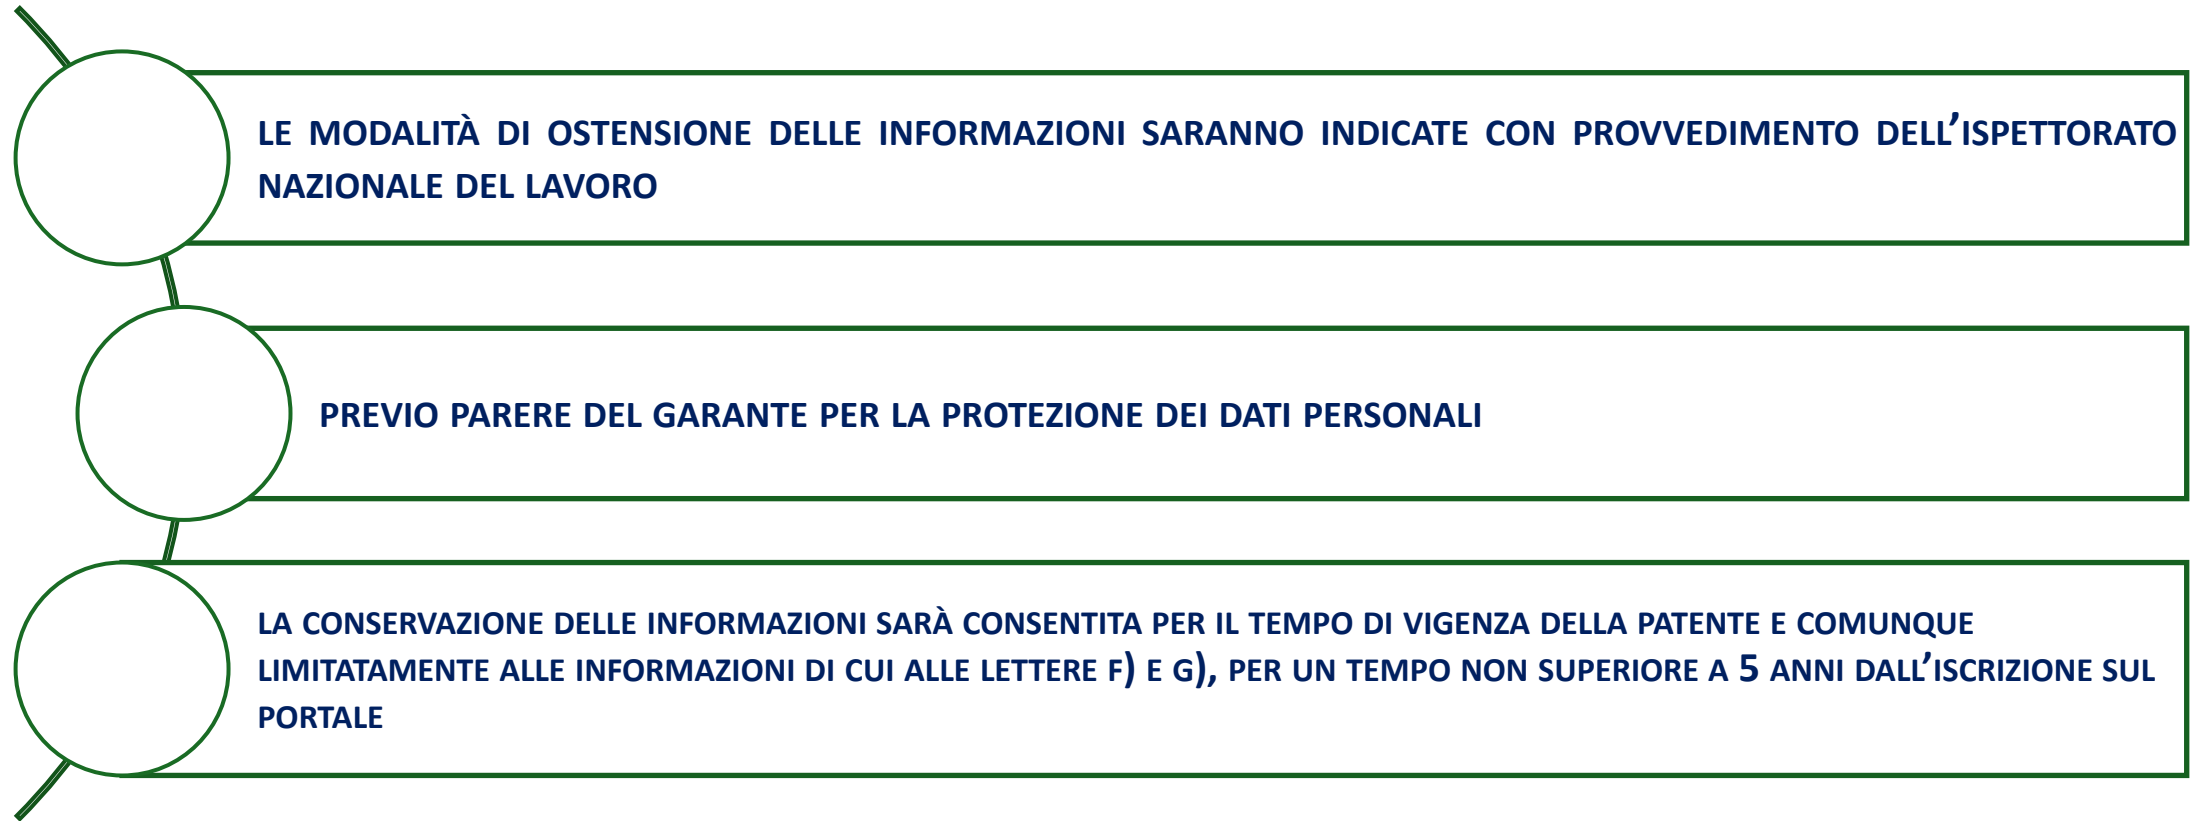 LE MODALITÀ DI OSTENSIONE DELLE INFORMAZIONI SARANNO INDICATE CON PROVVEDIMENTO DELL'ISPETTORATO
NAZIONALE DEL LAVORO
PREVIO PARERE DEL GARANTE PER LA PROTEZIONE DEI DATI PERSONALI
LA CONSERVAZIONE DELLE INFORMAZIONI SARÀ CONSENTITA PER IL TEMPO DI VIGENZA DELLA PATENTE E COMUNQUE
LIMITATAMENTE ALLE INFORMAZIONI DI CUI ALLE LETTERE F) E G), PER UN TEMPO NON SUPERIORE A 5 ANNI DALL'ISCRIZIONE SUL
PORTALE